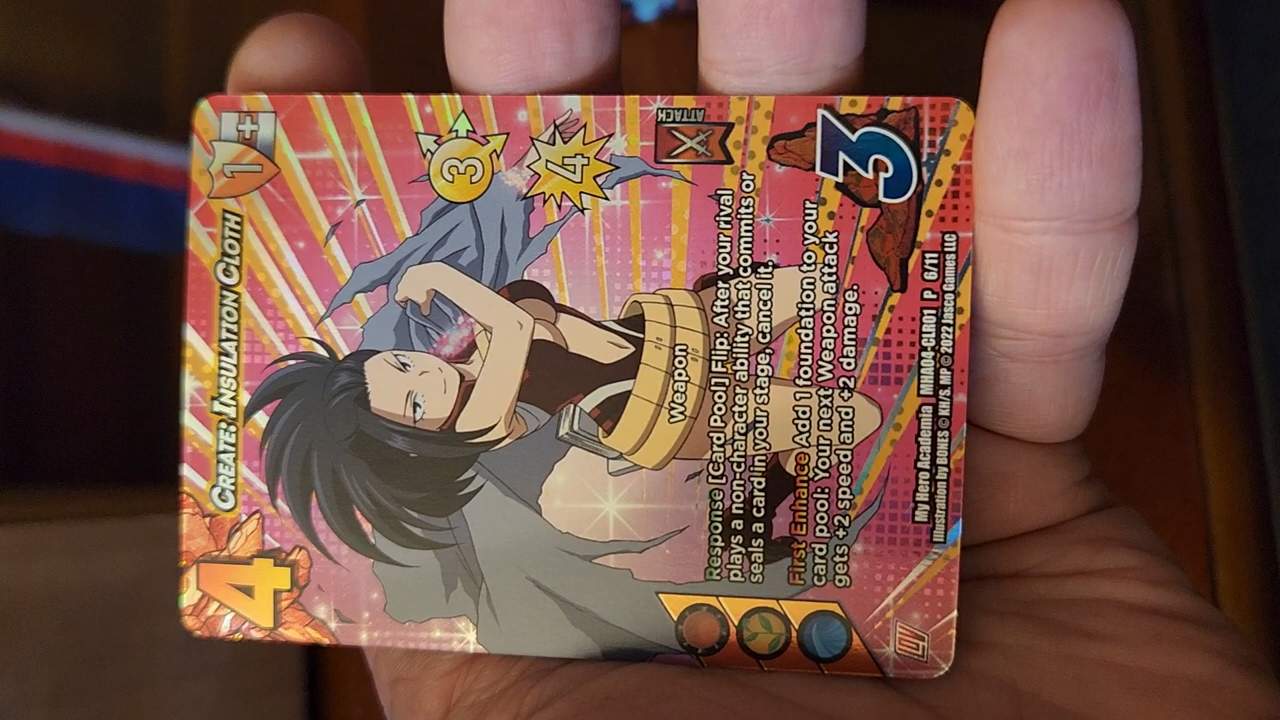 4
CREATE: INSULATION CLOTH
1 +
3
4
ATTACK
Weapon
Response [Card Pool] Flip: After your rival
plays a non-character ability that commits or
seals a card in your stage, cancel it.
First Enhance Add 1 foundation to your
card pool: Your next Weapon attack
gets +2 speed and +2 damage.
3
My Hero Academia | MHA04-CLR01 | P 6/11
Illustration by BONES © KH/S, MP © 2022 Jasco Games LLC